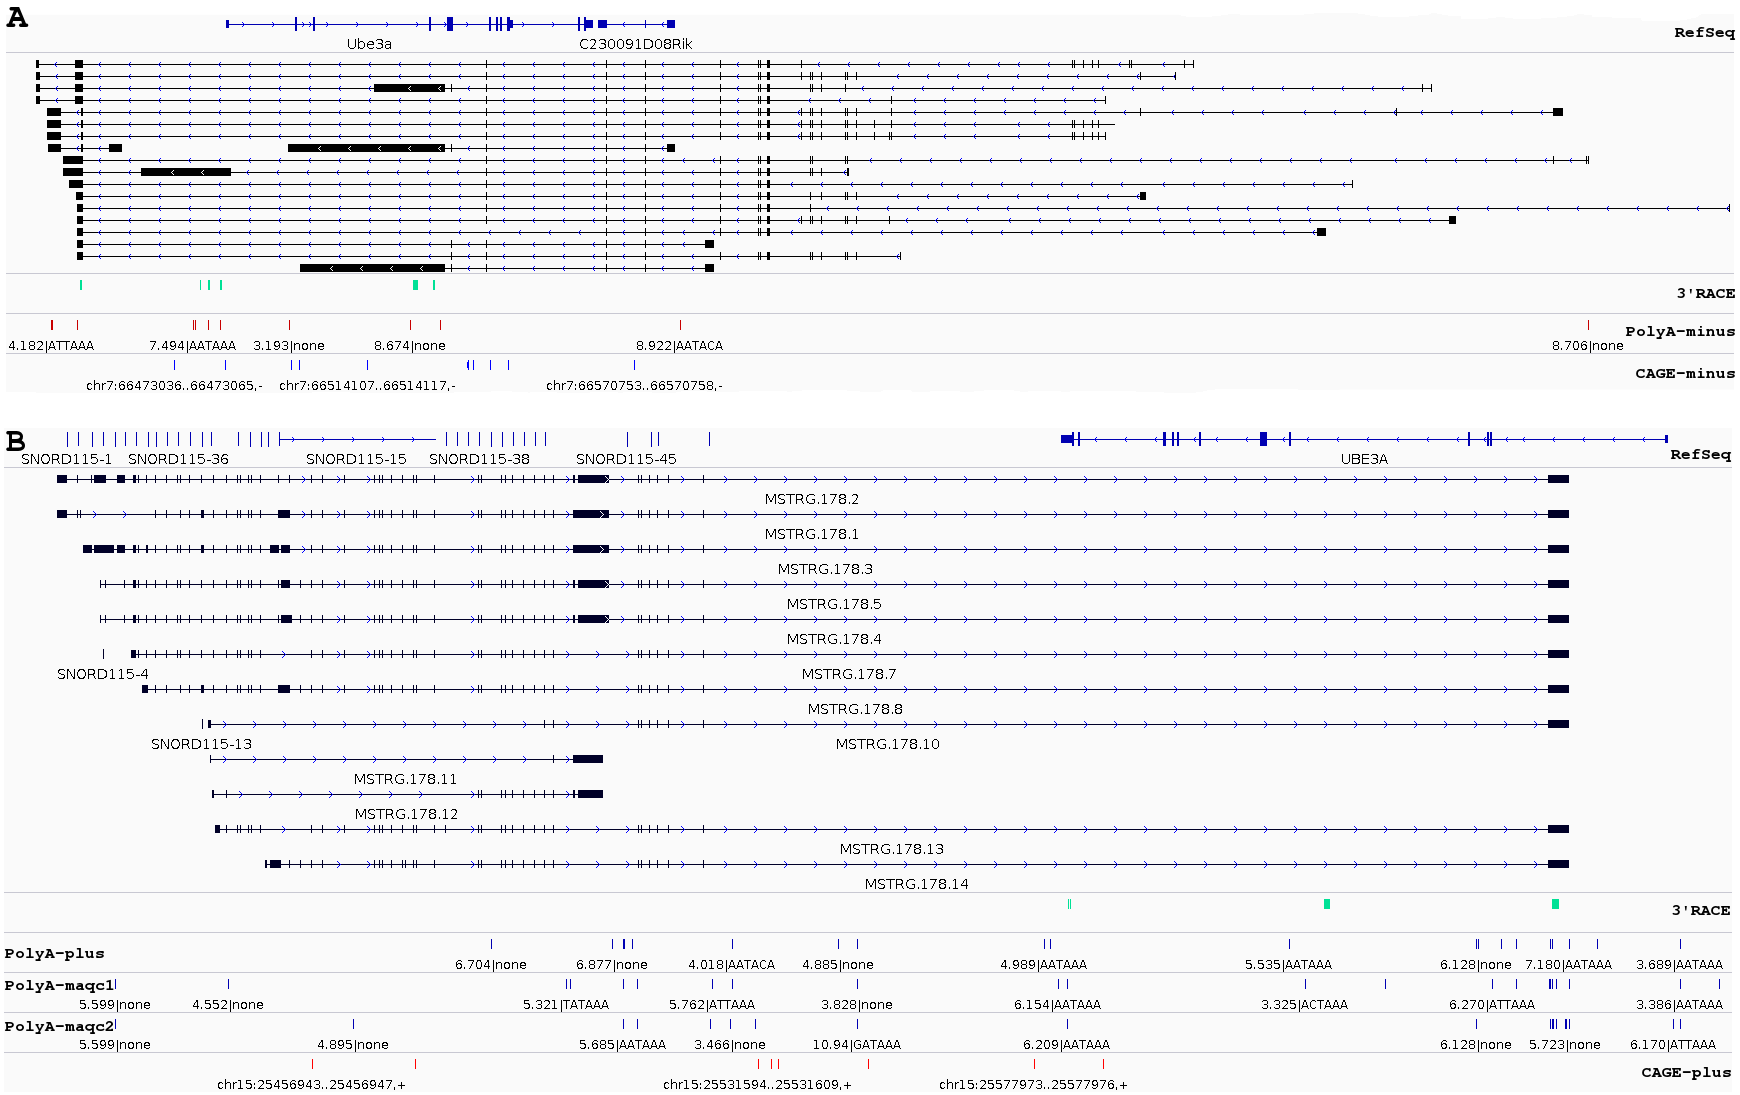 A
Ube3a C230091D08Rik
RefSeq
3'RACE
PolyA-minus
4.182|ATTAAA 7.494|AATAAA 3.193|none 8.674|none 8.922|AATACA 8.706|none
CAGE-minus
chr7:66473036..66473065,- chr7:66514107..66514117,- chr7:66570753..66570758,-
B
RefSeq
SNORD115-1 SNORD115-36 SNORD115-15 SNORD115-38 SNORD115-45 UBE3A
MSTRG.178.2
MSTRG.178.1
MSTRG.178.3
MSTRG.178.5
MSTRG.178.4
SNORD115-4 MSTRG.178.7
MSTRG.178.8
SNORD115-13 MSTRG.178.10
MSTRG.178.11
MSTRG.178.12
MSTRG.178.13
MSTRG.178.14
3'RACE
PolyA-plus
6.704|none 6.877|none 4.018|AATACA 4.885|none 4.989|AATAAA 5.535|AATAAA 6.128|none 7.180|AATAAA 3.689|AATAAA
PolyA-maqc1
5.599|none 4.552|none 5.321|TATAAA 5.762|ATTAAA 3.828|none 6.154|AATAAA 3.325|ACTAAA 6.270|ATTAAA 3.386|AATAAA
PolyA-maqc2
5.599|none 4.895|none 5.685|AATAAA 3.466|none 10.94|GATAAA 6.209|AATAAA 6.128|none 5.723|none 6.170|ATTAAA
CAGE-plus
chr15:25456943..25456947,+ chr15:25531594..25531609,+ chr15:25577973..25577976,+